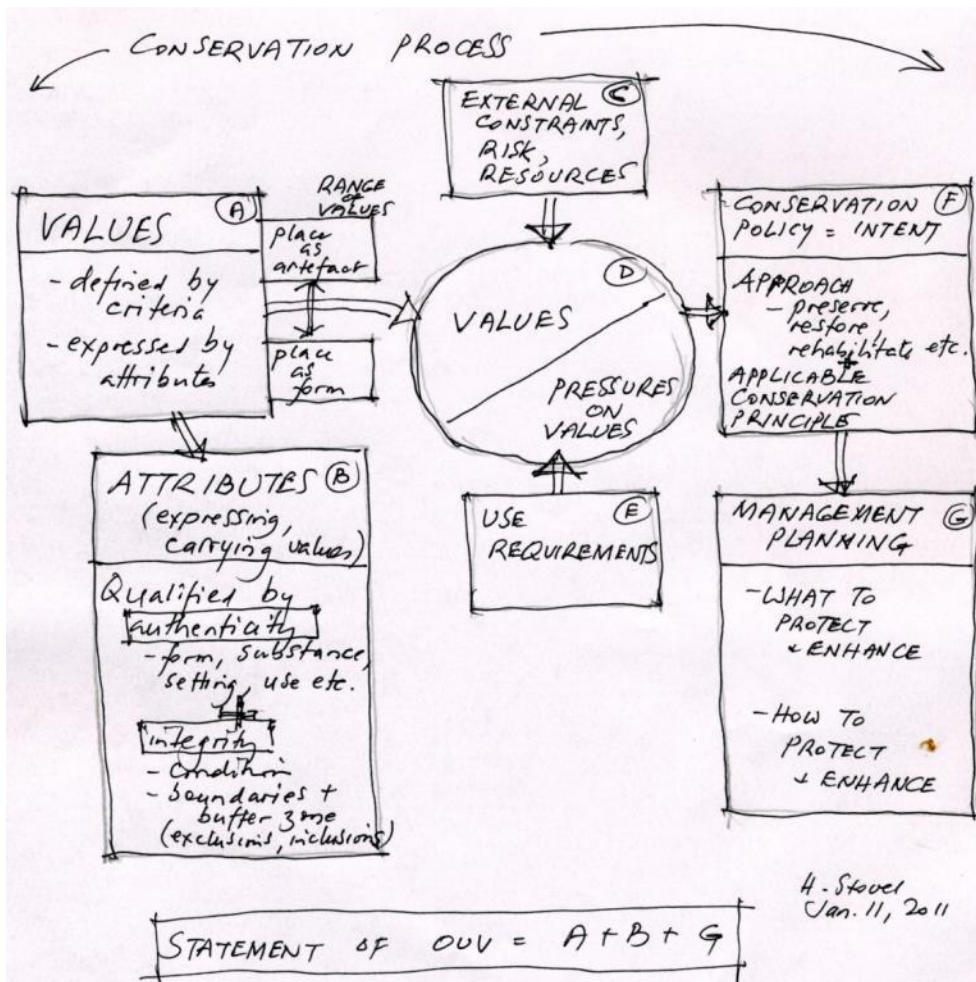 CONSERVATION PROCESS
EXTERNAL C
CONSTRAINTS,
RISK,
RESOURCES
VALUES A
- defined by
criteria
- expressed by
attributes
RANGE
of
VALUES
place
as
artefact
place
as
form
D
VALUES
PRESSURES
ON
VALUES
CONSERVATION F
POLICY = INTENT
APPROACH
- preserve,
restore,
rehabilitate etc.
+
APPLICABLE
CONSERVATION
PRINCIPLE
ATTRIBUTES B
(expressing,
carrying values)
Qualified by
authenticity
- form, substance,
setting, use etc.
+
integrity
- condition
- boundaries +
buffer zone
(exclusions, inclusions)
USE E
REQUIREMENTS
MANAGEMENT G
PLANNING
- WHAT TO
PROTECT
+ ENHANCE
- HOW TO
PROTECT
+ ENHANCE
H. Stovel
Jan. 11, 2011
STATEMENT OF OUV = A + B + G